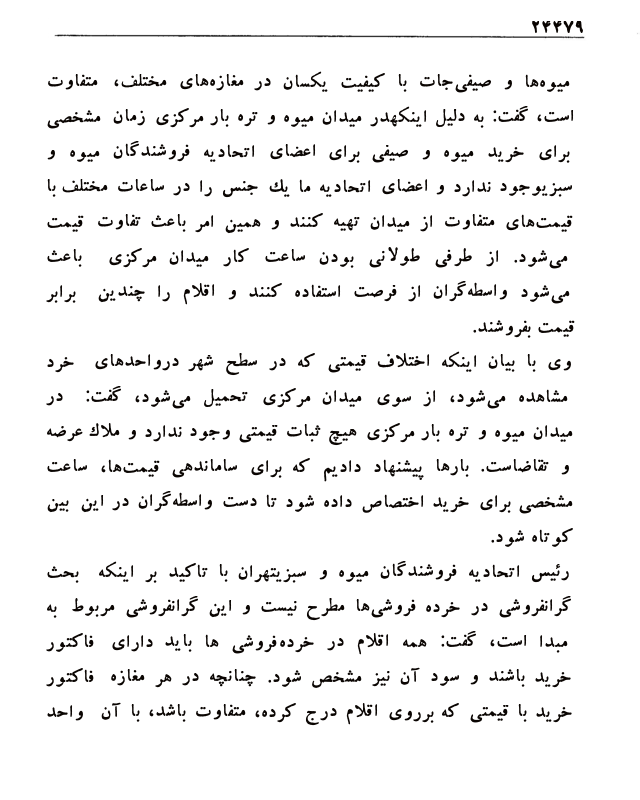 ۲۴۴۷۹
میوه‌ها و صیفی‌جات با کیفیت یکسان در مغازه‌های مختلف، متفاوت
است، گفت: به دلیل اینکهدر میدان میوه و تره بار مرکزی زمان مشخصی
برای خرید میوه و صیفی برای اعضای اتحادیه فروشندگان میوه و
سبزیوجود ندارد و اعضای اتحادیه ما یك جنس را در ساعات مختلف با
قیمت‌های متفاوت از میدان تهیه کنند و همین امر باعث تفاوت قیمت
می‌شود. از طرفی طولانی بودن ساعت کار میدان مرکزی باعث
می‌شود واسطه‌گران از فرصت استفاده کنند و اقلام را چندین برابر
قیمت بفروشند.
وی با بیان اینکه اختلاف قیمتی که در سطح شهر درواحدهای خرد
مشاهده می‌شود، از سوی میدان مرکزی تحمیل می‌شود، گفت: در
میدان میوه و تره بار مرکزی هیچ ثبات قیمتی وجود ندارد و ملاك عرضه
و تقاضاست. بارها پیشنهاد دادیم که برای ساماندهی قیمت‌ها، ساعت
مشخصی برای خرید اختصاص داده شود تا دست واسطه‌گران در این بین
کوتاه شود.
رئیس اتحادیه فروشندگان میوه و سبزیتهران با تاکید بر اینکه بحث
گرانفروشی در خرده فروشی‌ها مطرح نیست و این گرانفروشی مربوط به
مبدا است، گفت: همه اقلام در خرده‌فروشی ها باید دارای فاکتور
خرید باشند و سود آن نیز مشخص شود. چنانچه در هر مغازه فاکتور
خرید با قیمتی که برروی اقلام درج کرده، متفاوت باشد، با آن واحد